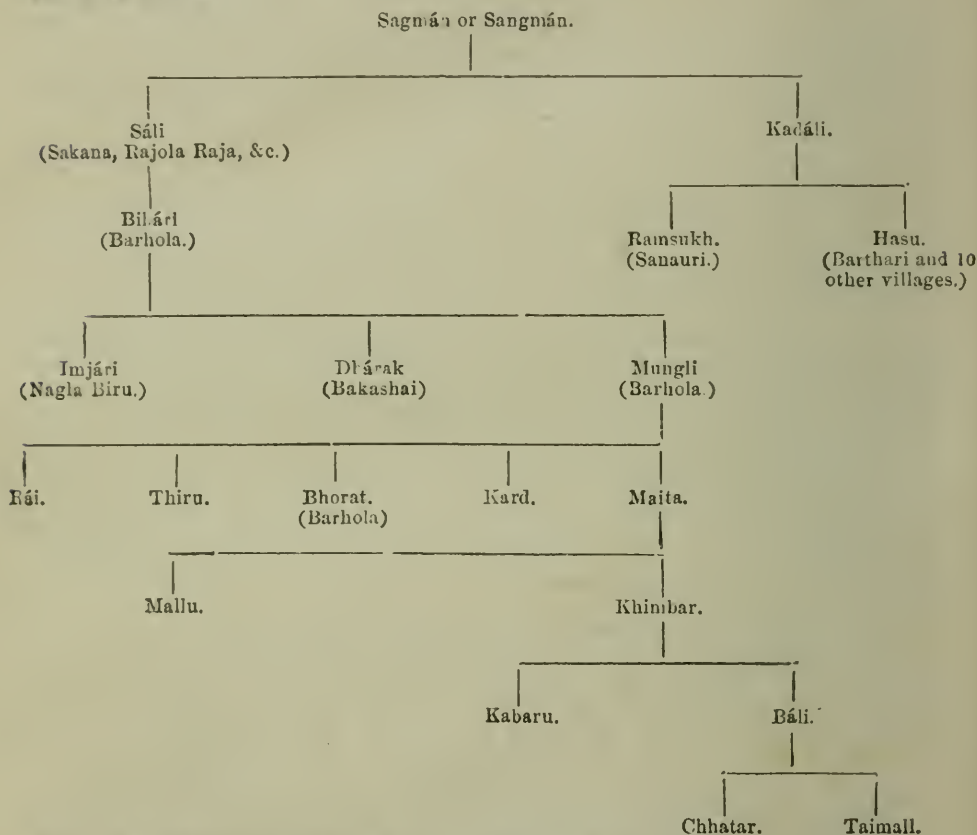 Sagmán or Sangmán.
Sáli
(Sakana, Rajola Raja, &c.)
Kadáli.
Bihári
(Barhola.)
Ramsukh.
(Sanauri.)
Hasu.
(Barthari and 10
other villages.)
Imjári
(Nagla Biru.)
Dhárak
(Bakashai)
Mungli
(Barhola.)
Rái.
Thiru.
Bhorat.
(Barhola)
Kard.
Maita.
Mallu.
Khimbar.
Kabaru.
Báli.
Chhatar.
Taimall.